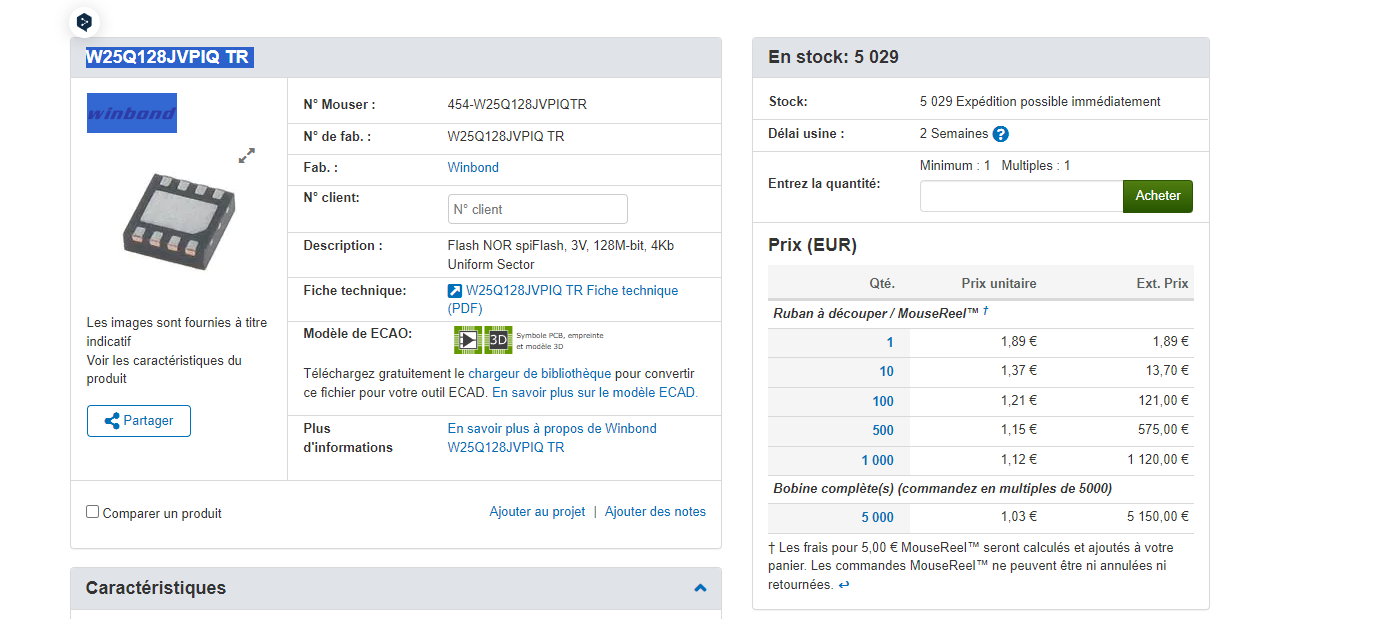 W25Q128JVPIQ TR
winbond
Les images sont fournies à titre
indicatif
Voir les caractéristiques du
produit
Partager
N° Mouser : 454-W25Q128JVPIQTR
N° de fab. : W25Q128JVPIQ TR
Fab. : Winbond
N° client: N° client
Description : Flash NOR spiFlash, 3V, 128M-bit, 4Kb
Uniform Sector
Fiche technique: W25Q128JVPIQ TR Fiche technique
(PDF)
Modèle de ECAO: 3D Symbole PCB, empreinte
et modèle 3D
Téléchargez gratuitement le chargeur de bibliothèque pour convertir
ce fichier pour votre outil ECAD. En savoir plus sur le modèle ECAD.
Plus En savoir plus à propos de Winbond
d'informations W25Q128JVPIQ TR
Comparer un produit Ajouter au projet | Ajouter des notes
Caractéristiques
En stock: 5 029
Stock: 5 029 Expédition possible immédiatement
Délai usine : 2 Semaines ?
Minimum : 1 Multiples : 1
Entrez la quantité: Acheter
Prix (EUR)
Qté. Prix unitaire Ext. Prix
Ruban à découper / MouseReel™ †
1 1,89 € 1,89 €
10 1,37 € 13,70 €
100 1,21 € 121,00 €
500 1,15 € 575,00 €
1 000 1,12 € 1 120,00 €
Bobine complète(s) (commandez en multiples de 5000)
5 000 1,03 € 5 150,00 €
† Les frais pour 5,00 € MouseReel™ seront calculés et ajoutés à votre
panier. Les commandes MouseReel™ ne peuvent être ni annulées ni
retournées. ↩